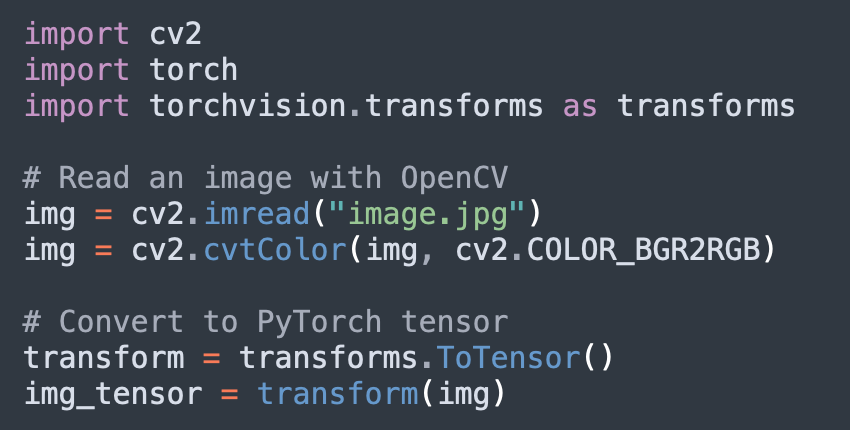 import cv2
import torch
import torchvision.transforms as transforms
# Read an image with OpenCV
img = cv2.imread("image.jpg")
img = cv2.cvtColor(img, cv2.COLOR_BGR2RGB)
# Convert to PyTorch tensor
transform = transforms.ToTensor()
img_tensor = transform(img)